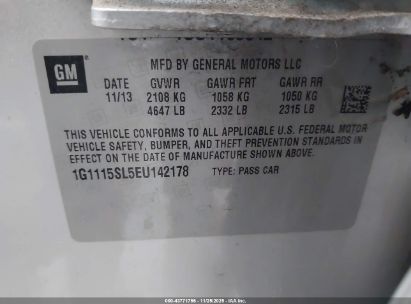 GM
MFD BY GENERAL MOTORS LLC
DATE GVWR GAWR FRT GAWR RR
11/13 2108 KG 1058 KG 1050 KG
4647 LB 2332 LB 2315 LB
THIS VEHICLE CONFORMS TO ALL APPLICABLE U.S. FEDERAL MOTOR
VEHICLE SAFETY, BUMPER, AND THEFT PREVENTION STANDARDS IN
EFFECT ON THE DATE OF MANUFACTURE SHOWN ABOVE.
1G1115SL5EU142178 TYPE: PASS CAR